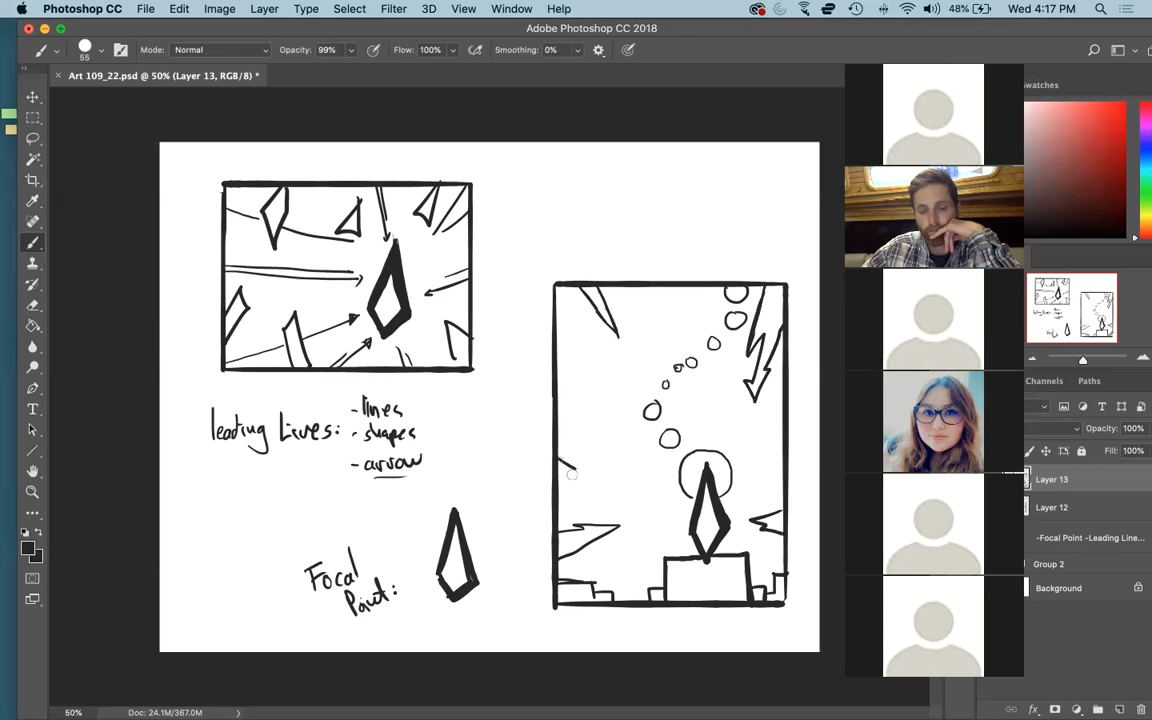 Photoshop CC File Edit Image Layer Type Select Filter 3D View Window Help 48% Wed 4:17 PM
Adobe Photoshop CC 2018
55 Mode: Normal Opacity: 99% Flow: 100% Smoothing: 0%
× Art 109_22.psd @ 50% (Layer 13, RGB/8) *
Swatches
leading Lines:
- lines
- shapes
- arrow
Focal
Point:
Channels Paths
Opacity: 100%
Fill: 100%
Layer 13
Layer 12
-Focal Point -Leading Line...
Group 2
Background
50% Doc: 24.1M/367.0M